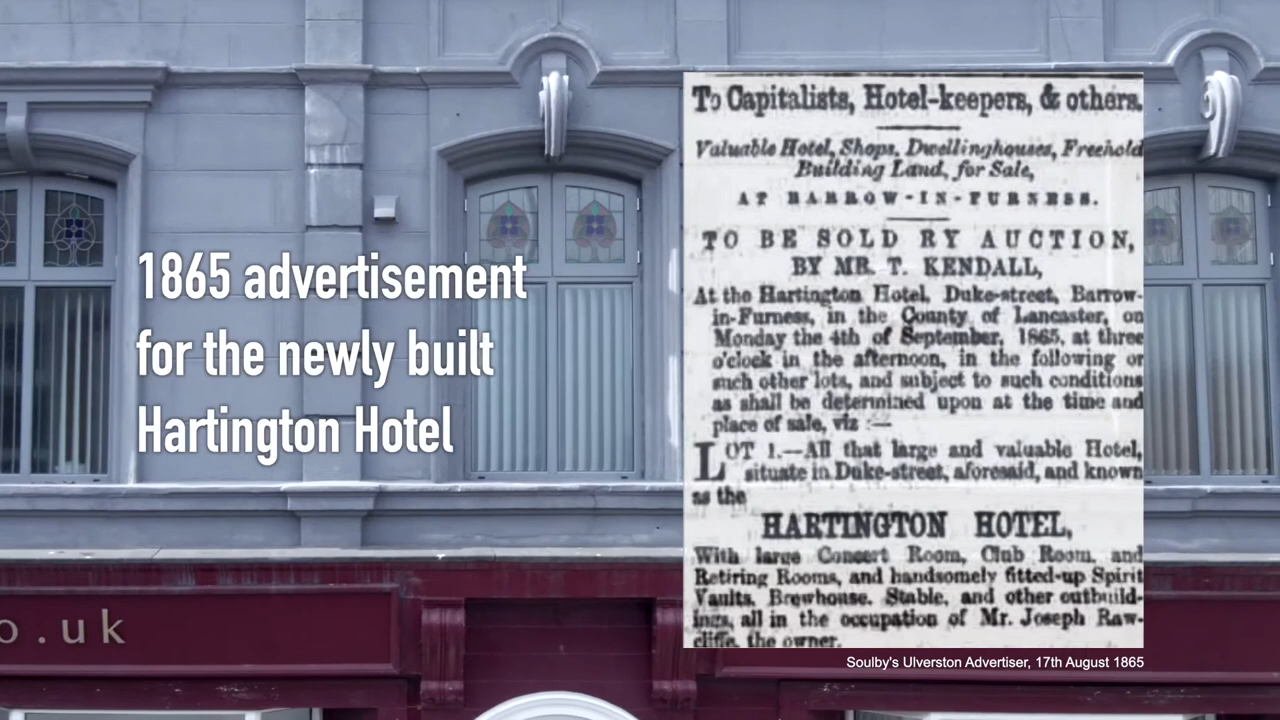 1865 advertisement
for the newly built
Hartington Hotel
To Capitalists, Hotel-keepers, & others.
Valuable Hotel, Shops, Dwellinghouses, Freehold
Building Land, for Sale,
AT BARROW-IN-FURNESS.
TO BE SOLD BY AUCTION,
BY MR. T. KENDALL,
At the Hartington Hotel, Duke-street, Barrow-
in-Furness, in the County of Lancaster, on
Monday the 4th of September, 1865, at three
o'clock in the afternoon, in the following or
such other lots, and subject to such conditions
as shall be determined upon at the time and
place of sale, viz :—
LOT 1.—All that large and valuable Hotel,
situate in Duke-street, aforesaid, and known
as the
HARTINGTON HOTEL,
With large Concert Room, Club Room, and
Retiring Rooms, and handsomely fitted-up Spirit
Vaults, Brewhouse, Stable, and other outbuild-
ings, all in the occupation of Mr. Joseph Raw-
cliffe, the owner.
Soulby's Ulverston Advertiser, 17th August 1865
o.uk